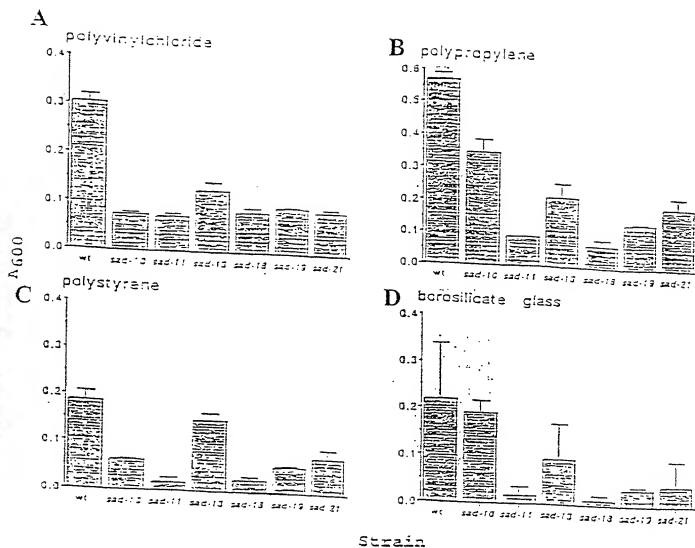 A
polyvinylchloride
0.4
0.3
0.2
0.1
0.0
wt sad-10 sad-11 sad-13 sad-18 sad-19 sad-21
B
polypropylene
0.6
0.5
0.4
0.3
0.2
0.1
0.0
wt sad-10 sad-11 sad-13 sad-18 sad-19 sad-21
A600
C
polystyrene
0.4
0.3
0.2
0.1
0.0
wt sad-10 sad-11 sad-13 sad-18 sad-19 sad-21
D
borosilicate glass
0.4
0.3
0.2
0.1
0.0
wt sad-10 sad-11 sad-13 sad-18 sad-19 sad-21
Strain